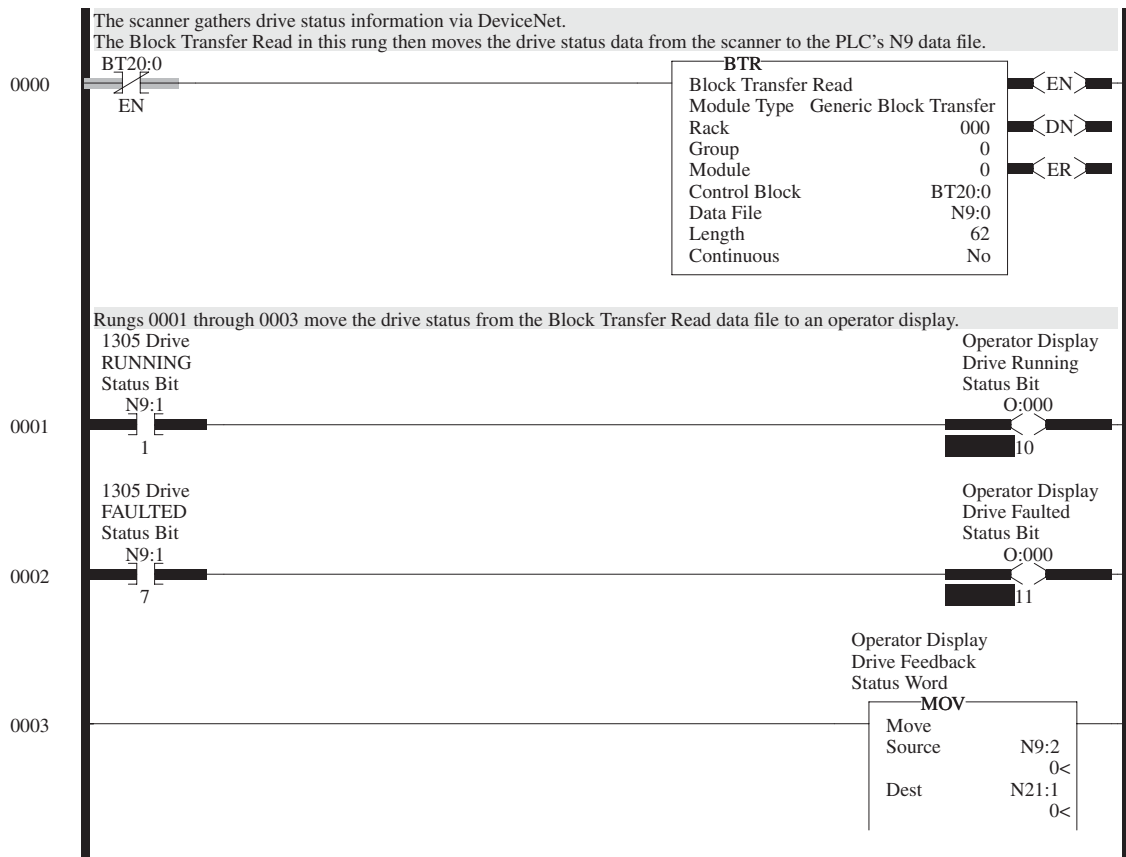 The scanner gathers drive status information via DeviceNet.
The Block Transfer Read in this rung then moves the drive status data from the scanner to the PLC's N9 data file.
0000
BT20:0
EN
BTR
Block Transfer Read
Module Type Generic Block Transfer
Rack 000
Group 0
Module 0
Control Block BT20:0
Data File N9:0
Length 62
Continuous No
EN
DN
ER
Rungs 0001 through 0003 move the drive status from the Block Transfer Read data file to an operator display.
0001
1305 Drive
RUNNING
Status Bit
N9:1
1
Operator Display
Drive Running
Status Bit
O:000
10
0002
1305 Drive
FAULTED
Status Bit
N9:1
7
Operator Display
Drive Faulted
Status Bit
O:000
11
0003
Operator Display
Drive Feedback
Status Word
MOV
Move
Source N9:2
0<
Dest N21:1
0<